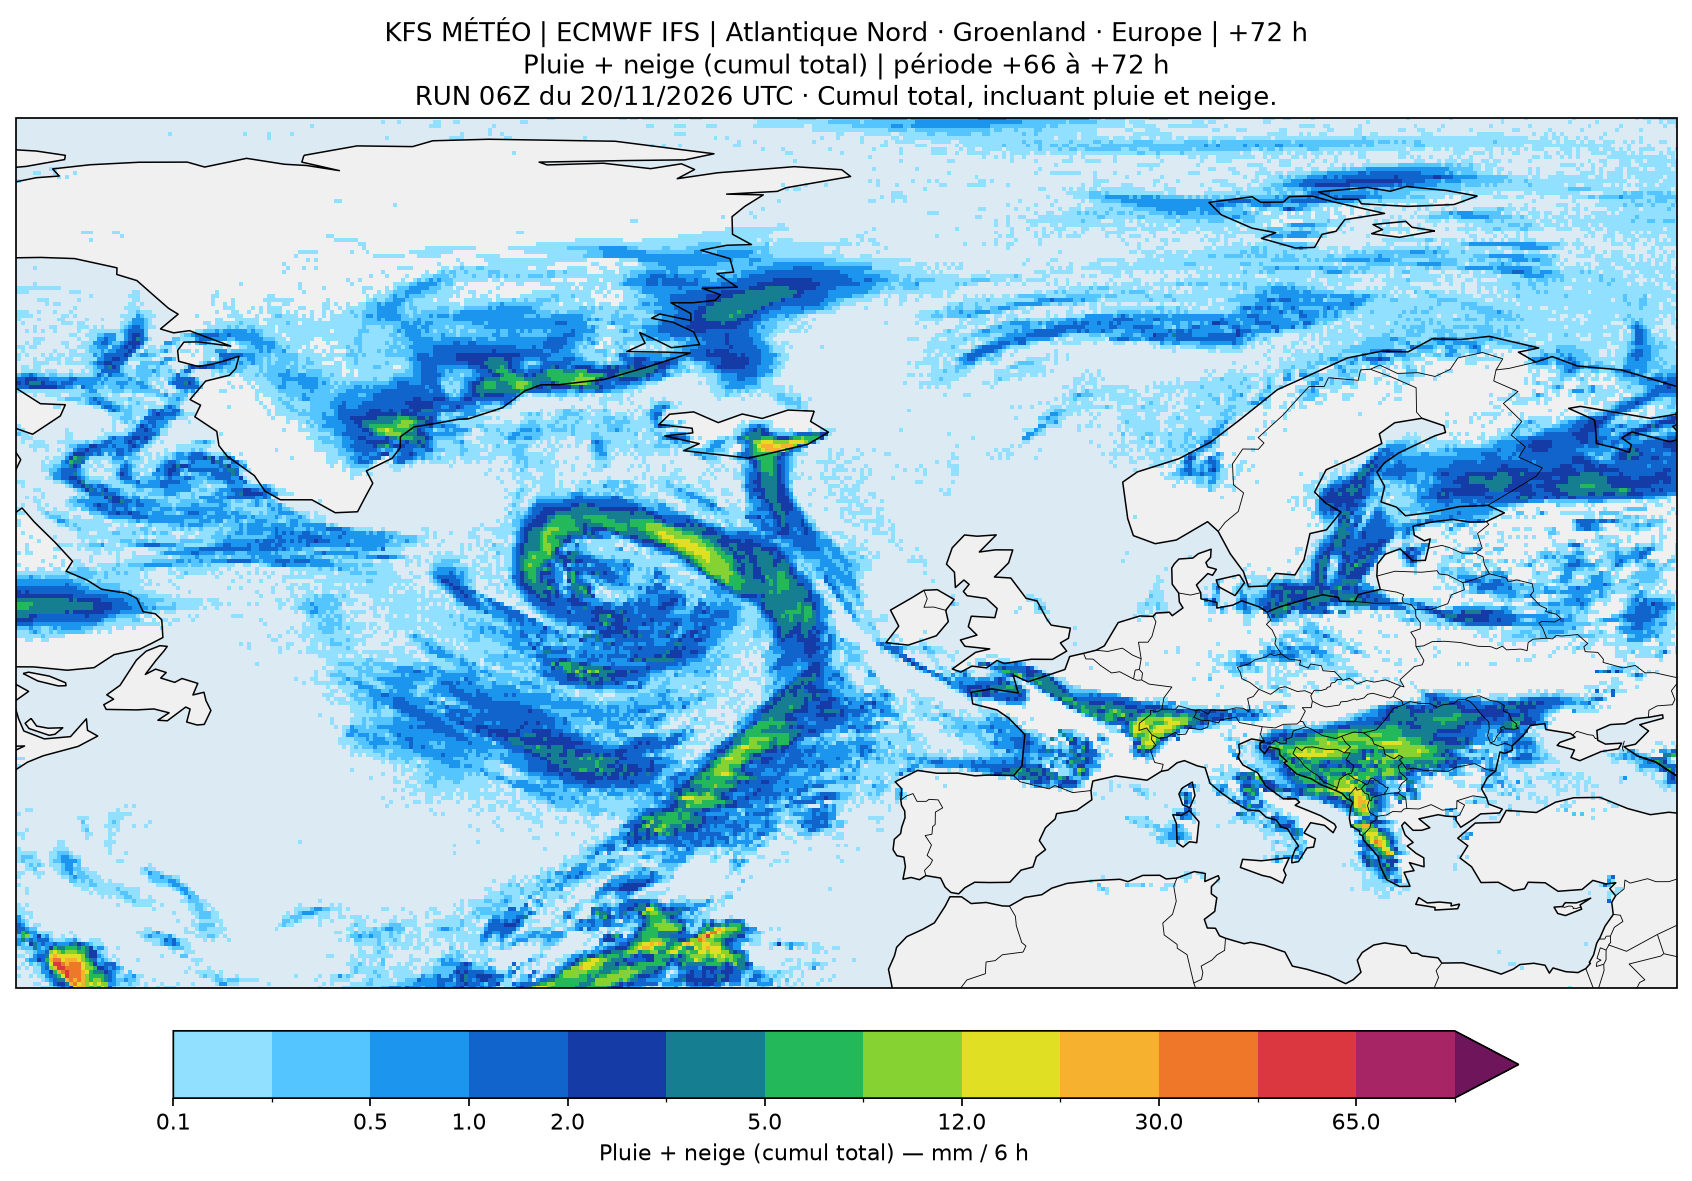 KFS MÉTÉO | ECMWF IFS | Atlantique Nord · Groenland · Europe | +72 h
Pluie + neige (cumul total) | période +66 à +72 h
RUN 06Z du 20/11/2026 UTC · Cumul total, incluant pluie et neige.
0.1 0.5 1.0 2.0 5.0 12.0 30.0 65.0
Pluie + neige (cumul total) — mm / 6 h